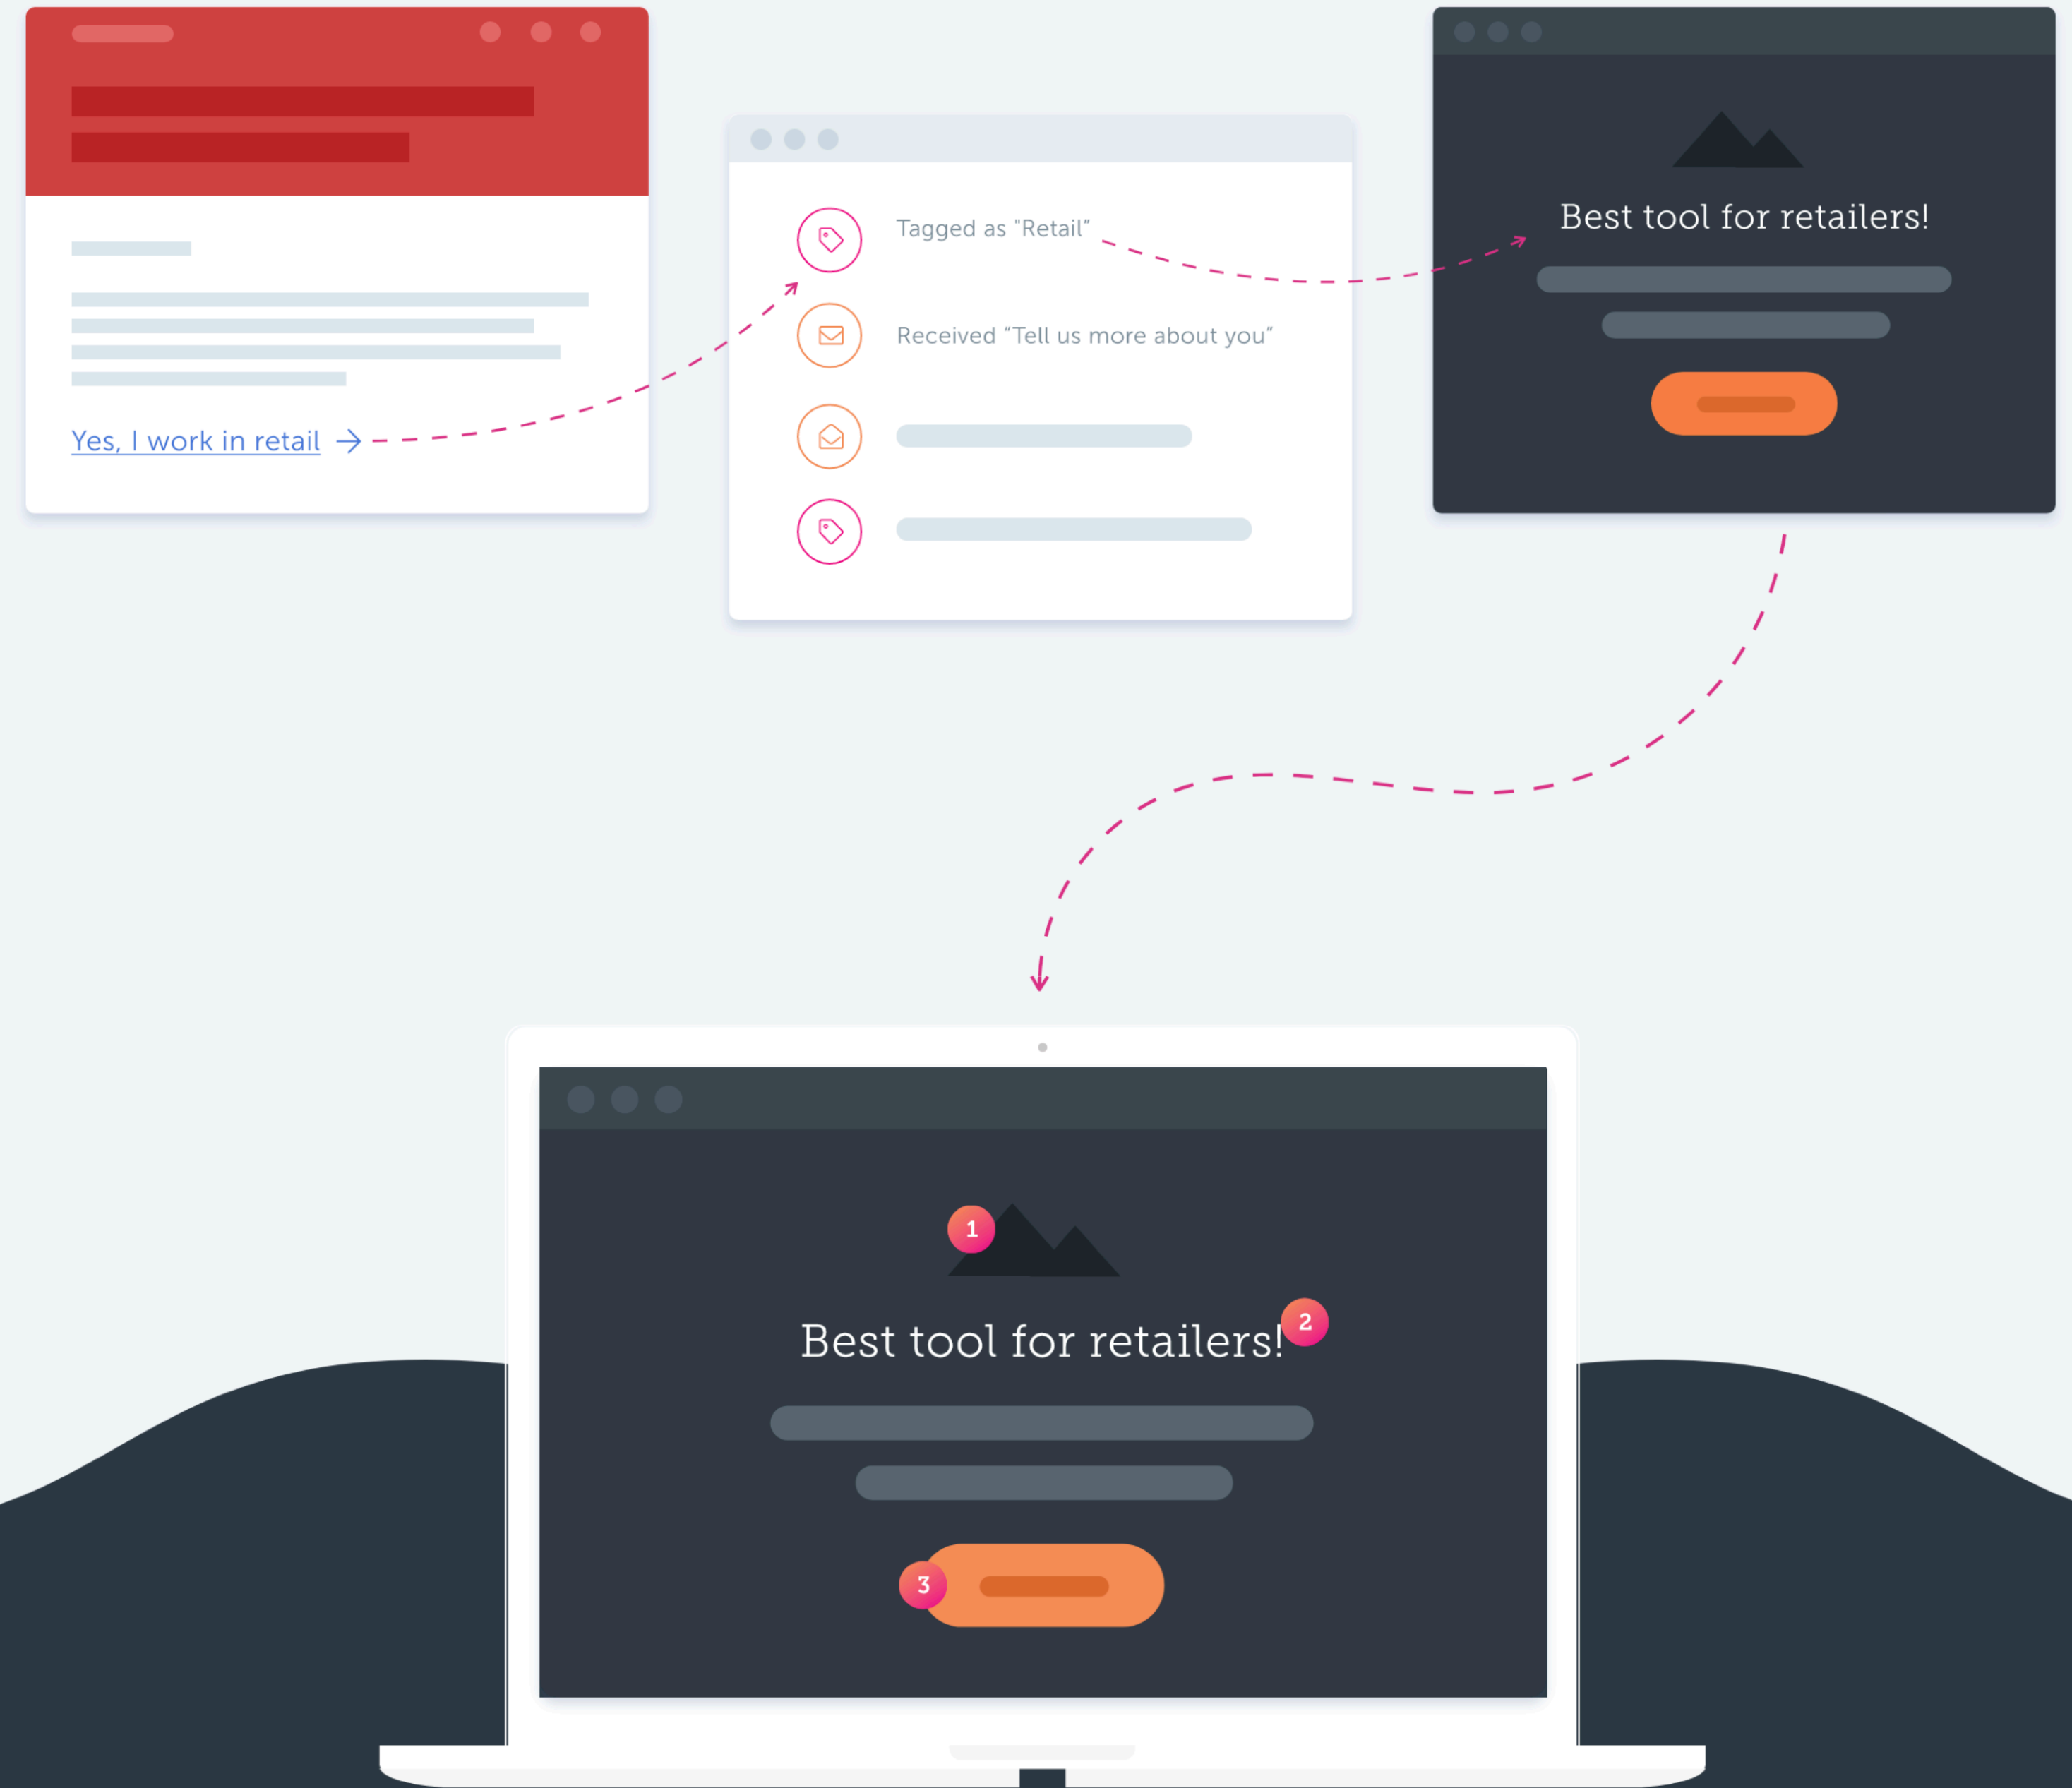 Yes, I work in retail
Tagged as "Retail”
Received “Tell us more about you”
Best tool for retailers!
1
Best tool for retailers!
2
3